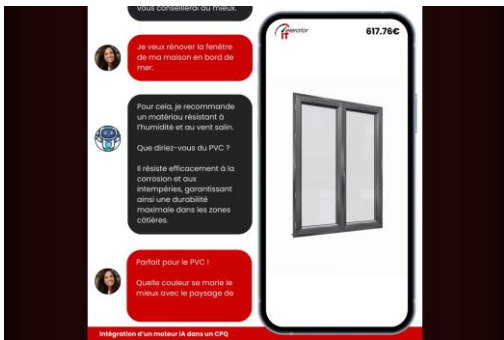 vous conseillerai au mieux.
Je veux rénover la fenêtre
de ma maison en bord de
mer.
Pour cela, je recommande
un matériau résistant à
l'humidité et au vent salin.
Que diriez-vous du PVC ?
Il résiste efficacement à la
corrosion et aux
intempéries, garantissant
ainsi une durabilité
maximale dans les zones
côtières.
Parfait pour le PVC !
Quelle couleur se marie le
mieux avec le paysage de
elerator
IT
617.76€
Intégration d'un moteur IA dans un CPQ